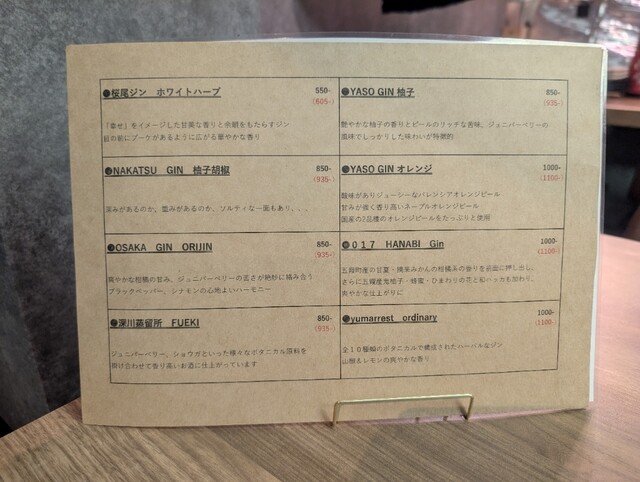 ●桜尾ジン　ホワイトハーブ 550-
(605-)
「幸せ」をイメージした甘美な香りと余韻をもたらすジン
目の前にブーケがあるように広がる華やかな香り
●NAKATSU　GIN　柚子胡椒 850-
(935-)
深みがあるのか、重みがあるのか、ソルティな一面もあり、、、
●OSAKA　GIN　ORIJIN 850-
(935-)
爽やかな柑橘の甘み、ジュニパーベリーの苦さが絶妙に絡み合う
ブラックペッパー、シナモンの心地よいハーモニー
●深川蒸留所　FUEKI 850-
(935-)
ジュニパーベリー、ショウガといった様々なボタニカル原料を
掛け合わせて香り高いお酒に仕上がっています
●YASO GIN 柚子 850-
(935-)
艶やかな柚子の香りとピールのリッチな苦味。ジュニパーベリーの
風味でしっかりした味わいが特徴的
●YASO GIN オレンジ 1000-
(1100-)
酸味がありジューシーなバレンシアオレンジピール
甘みが強く香り高いネーブルオレンジピール
国産の2品種のオレンジピールをたっぷりと使用
●０１７　HANABI　Gin 1000-
(1100-)
産の甘夏・橘系みかんの柑橘系の香りを前面に押し出し、
さらに
柚子・蜂蜜・ひまわりの花と和ハッカも加わり、
爽やかな仕上がりに
●yumarrest　ordinary 1000-
(1100-)
全１０種類のボタニカルで構成されたハーバルなジン
山椒＆レモンの爽やかな香り